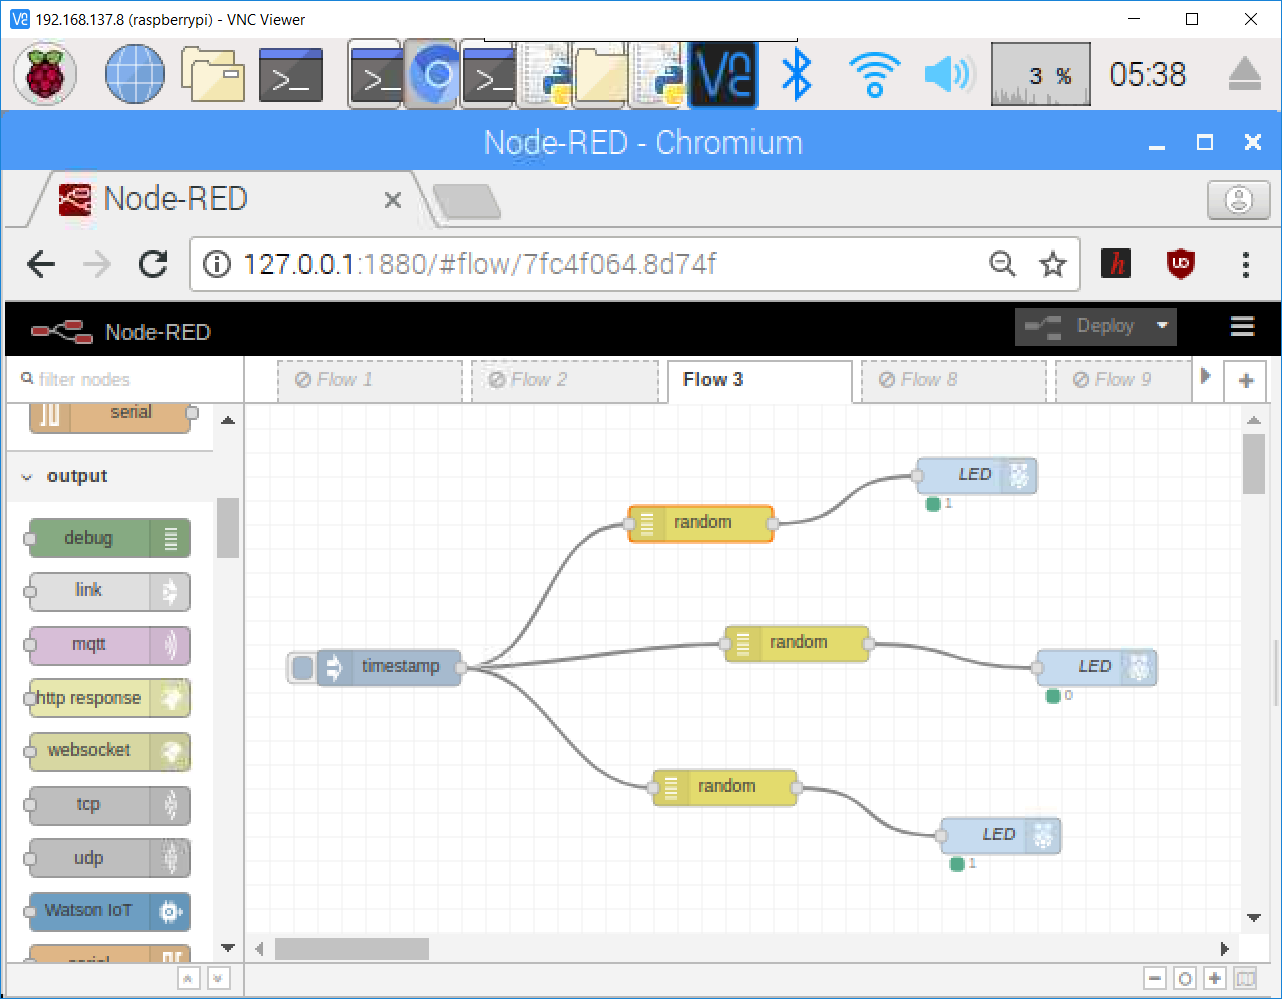 192.168.137.8 (raspberrypi) - VNC Viewer
3 %
05:38
Node-RED - Chromium
Node-RED
127.0.0.1:1880/#flow/7fc4f064.8d74f
Node-RED
Deploy
filter nodes
Flow 1
Flow 2
Flow 3
Flow 8
Flow 9
serial
output
debug
link
mqtt
http response
websocket
tcp
udp
Watson IoT
serial
timestamp
random
LED
1
random
LED
0
random
LED
1